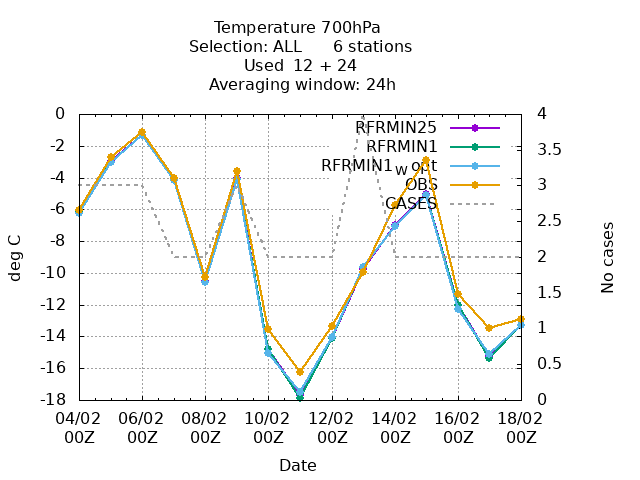 Temperature 700hPa
Selection: ALL 6 stations
Used 12 + 24
Averaging window: 24h
RFRMIN25
RFRMIN1
OBS
CASES
0
-2
-4
-6
-8
-10
-12
-14
-16
-18
4
3.5
3
2.5
2
1.5
1
0.5
0
deg C
No cases
04/02 06/02 08/02 10/02 12/02 14/02 16/02 18/02
00Z 00Z 00Z 00Z 00Z 00Z 00Z 00Z
Date